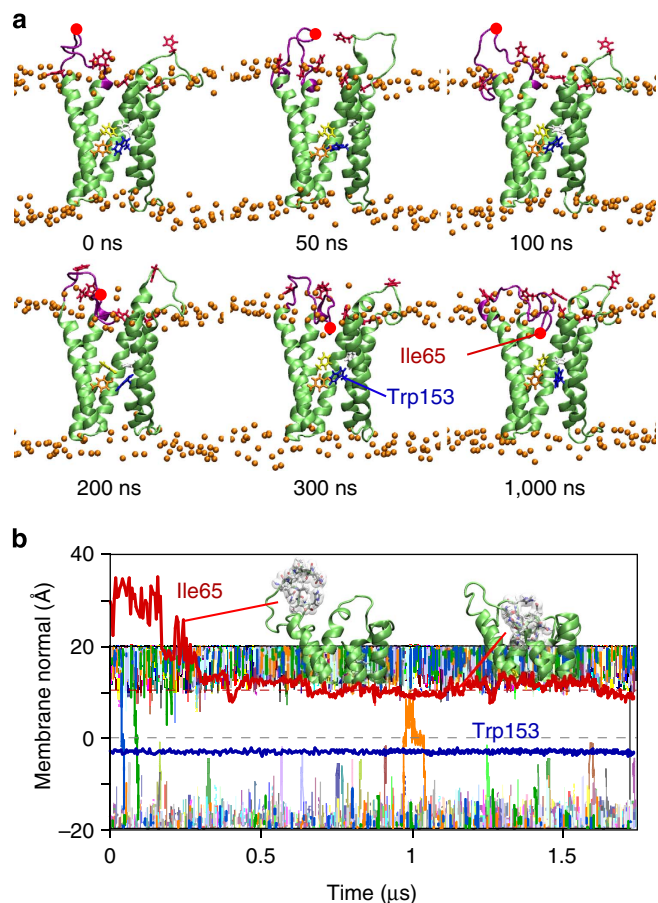 a
0 ns
50 ns
100 ns
Ile65
Trp153
200 ns
300 ns
1,000 ns
b
40
Ile65
20
Membrane normal (Å)
0
Trp153
–20
0
0.5
1
1.5
Time (μs)